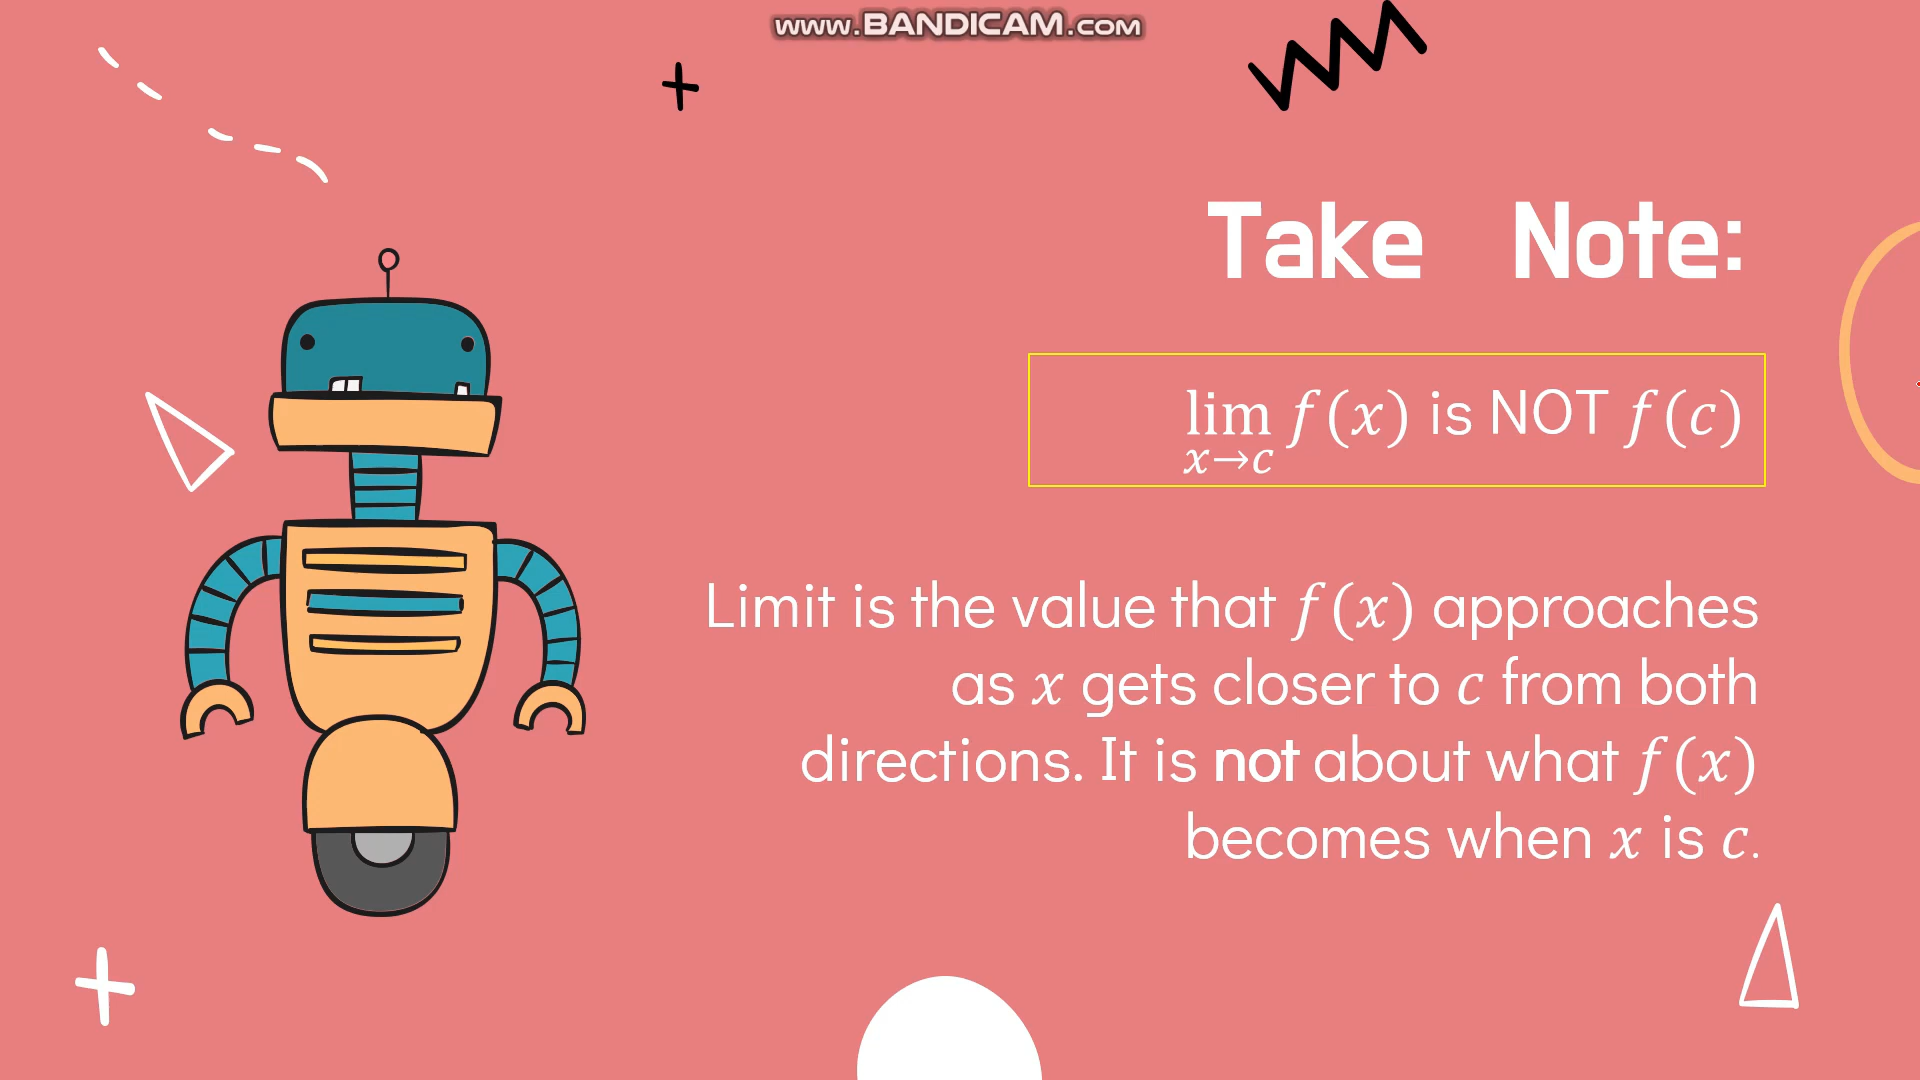 www.BANDICAM.com
Take Note:
lim f(x) is NOT f(c)
x→c
Limit is the value that f(x) approaches
as x gets closer to c from both
directions. It is not about what f(x)
becomes when x is c.